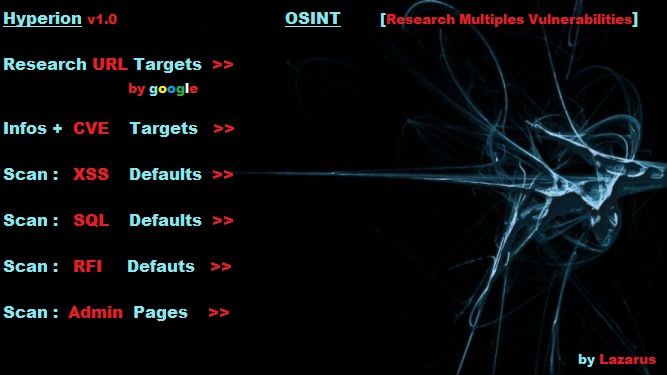 Hyperion v1.0 OSINT [Research Multiples Vulnerabilities]
Research URL Targets >>
by google
Infos + CVE Targets >>
Scan : XSS Defaults >>
Scan : SQL Defaults >>
Scan : RFI Defauts >>
Scan : Admin Pages >>
by Lazarus